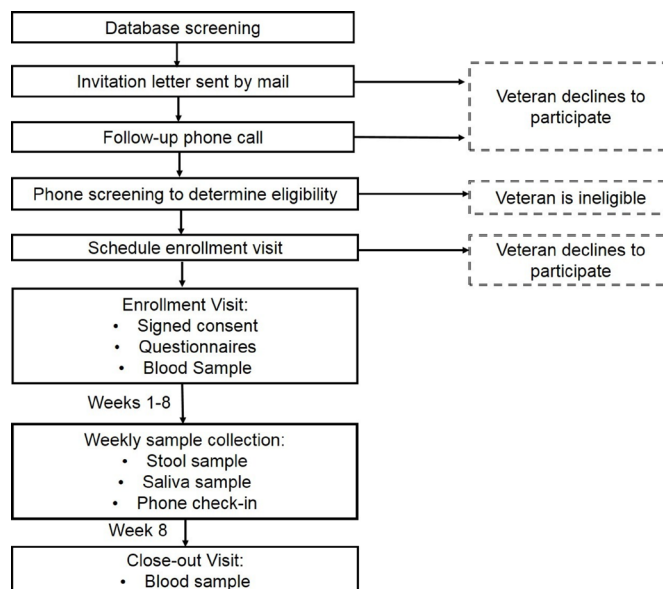 Database screening
Invitation letter sent by mail
Veteran declines to
participate
Follow-up phone call
Phone screening to determine eligibility
Veteran is ineligible
Schedule enrollment visit
Veteran declines to
participate
Enrollment Visit:
• Signed consent
• Questionnaires
• Blood Sample
Weeks 1-8
Weekly sample collection:
• Stool sample
• Saliva sample
• Phone check-in
Week 8
Close-out Visit:
• Blood sample